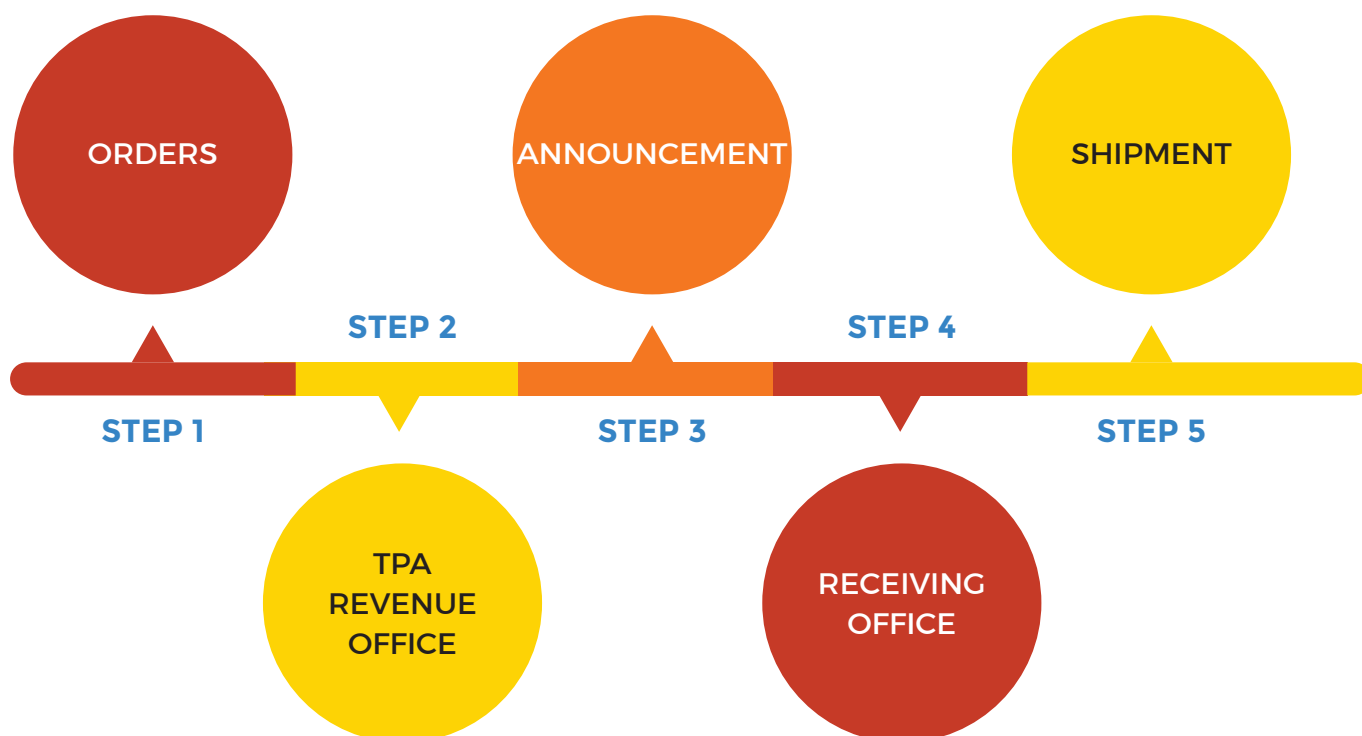 ORDERS
ANNOUNCEMENT
SHIPMENT
STEP 2
STEP 4
STEP 1
STEP 3
STEP 5
TPA
REVENUE
OFFICE
RECEIVING
OFFICE